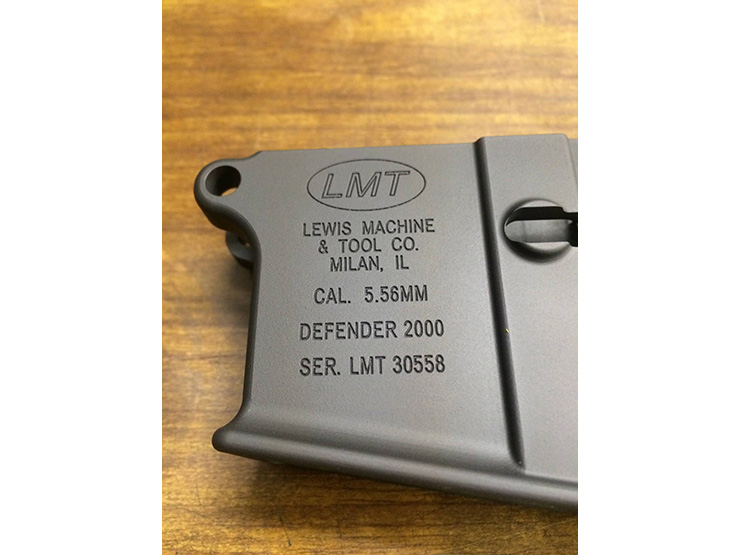 LMT
LEWIS MACHINE
& TOOL CO.
MILAN, IL
CAL. 5.56MM
DEFENDER 2000
SER. LMT 30558